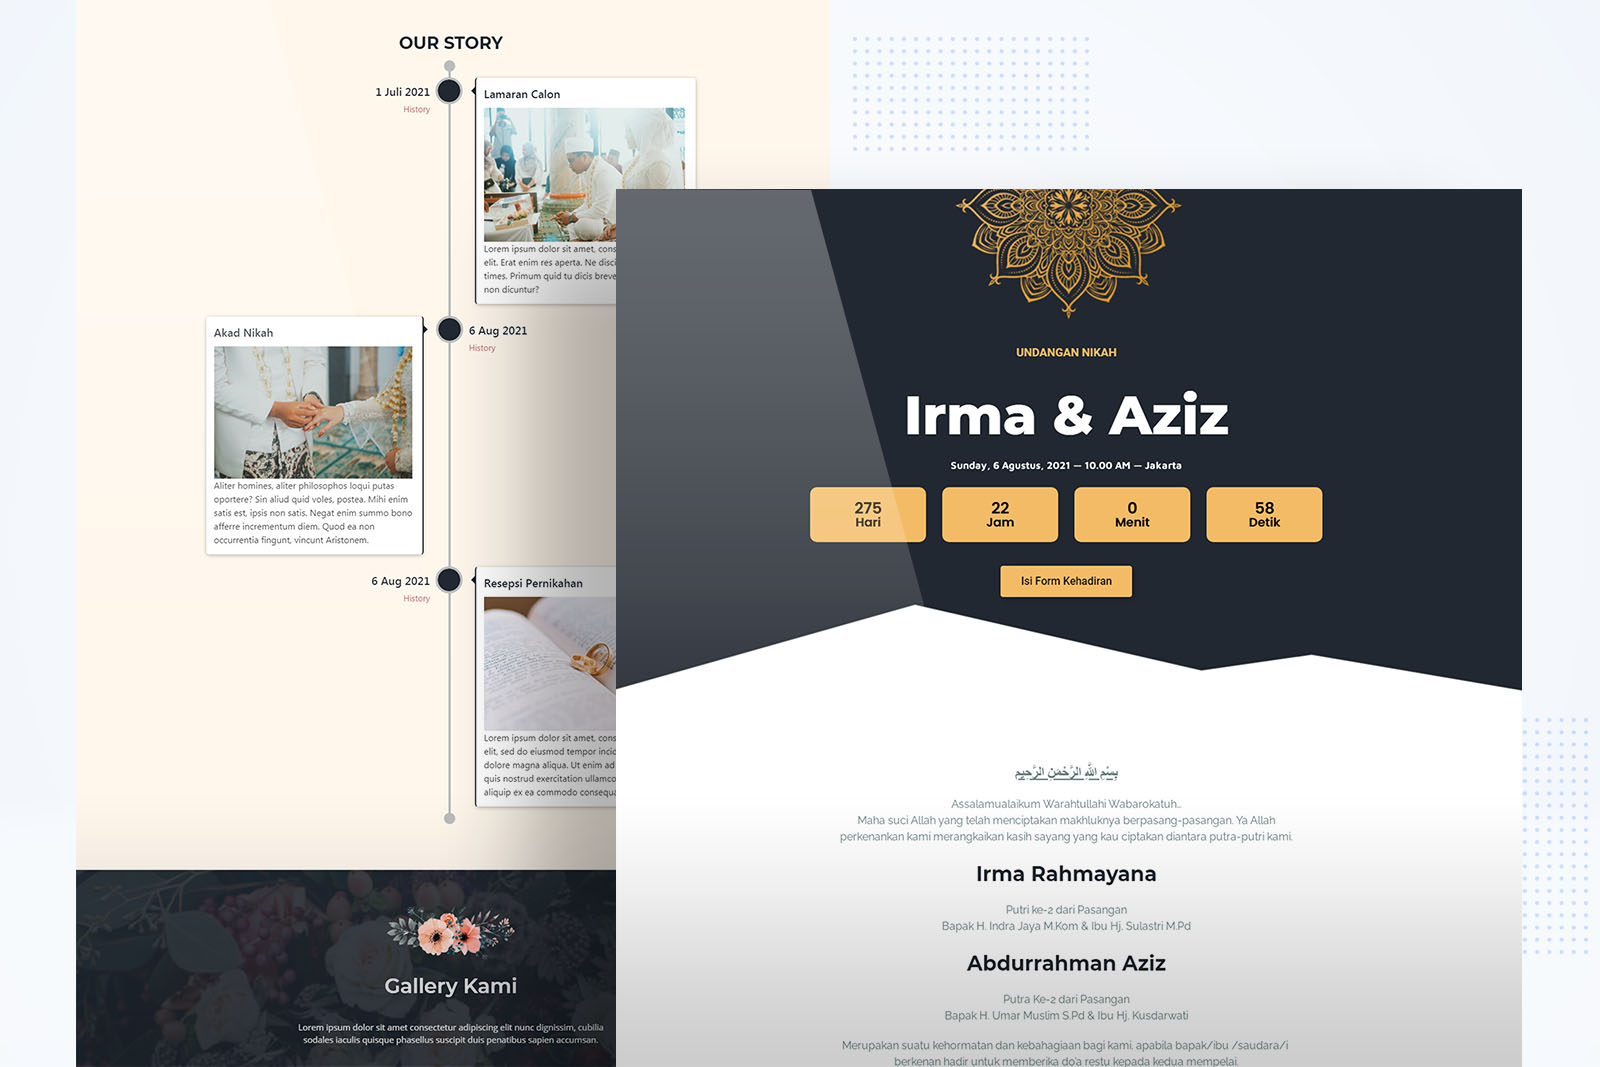 OUR STORY
1 Juli 2021
History
Lamaran Calon
Lorem ipsum dolor sit amet, cons
elit. Erat enim res aperta. Ne disci
times. Primum quid tu dicis breve
non dicuntur?
Akad Nikah
6 Aug 2021
History
Aliter homines, aliter philosophos loqui putas
oportere? Sin aliud quid voles, postea. Mihi enim
satis est, ipsis non satis. Negat enim summo bono
afferre incrementum diem. Quod ea non
occurrentia fingunt, vincunt Aristonem.
6 Aug 2021
History
Resepsi Pernikahan
Lorem ipsum dolor sit amet, cons
elit, sed do eiusmod tempor incid
dolore magna aliqua. Ut enim ad
quis nostrud exercitation ullamco
aliquip ex ea commodo consequa
Gallery Kami
Lorem ipsum dolor sit amet consectetur adipiscing elit nunc dignissim, cubilia
sodales iaculis quisque phasellus suscipit duis penatibus sapien accumsan.
UNDANGAN NIKAH
Irma & Aziz
Sunday, 6 Agustus, 2021 — 10.00 AM — Jakarta
275 22 0 58
Hari Jam Menit Detik
Isi Form Kehadiran
بِسْمِ اللَّهِ الرَّحْمَنِ الرَّحِيمِ
Assalamualaikum Warahtullahi Wabarokatuh...
Maha suci Allah yang telah menciptakan makhluknya berpasang-pasangan. Ya Allah
perkenankan kami merangkaikan kasih sayang yang kau ciptakan diantara putra-putri kami.
Irma Rahmayana
Putri ke-2 dari Pasangan
Bapak H. Indra Jaya M.Kom & Ibu Hj. Sulastri M.Pd
Abdurrahman Aziz
Putra Ke-2 dari Pasangan
Bapak H. Umar Muslim S.Pd & Ibu Hj. Kusdarwati
Merupakan suatu kehormatan dan kebahagiaan bagi kami. apabila bapak/ibu /saudara/i
berkenan hadir untuk memberika do'a restu kepada kedua mempelai.